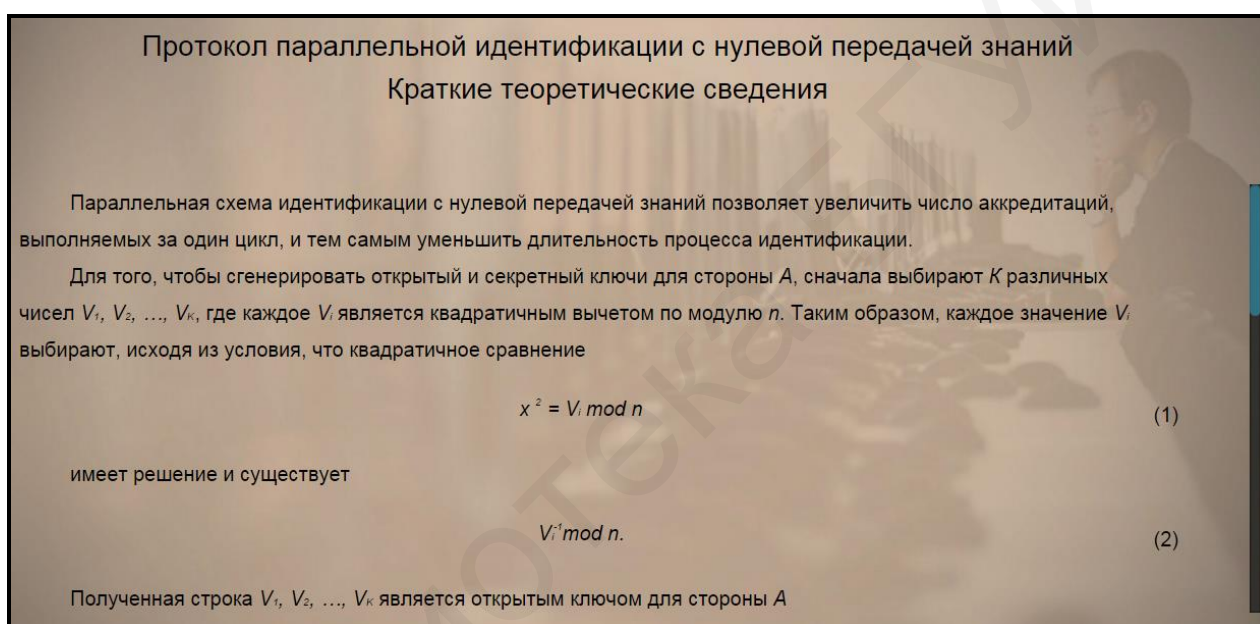 Протокол параллельной идентификации с нулевой передачей знаний
Краткие теоретические сведения
Параллельная схема идентификации с нулевой передачей знаний позволяет увеличить число аккредитаций,
выполняемых за один цикл, и тем самым уменьшить длительность процесса идентификации.
Для того, чтобы сгенерировать открытый и секретный ключи для стороны A, сначала выбирают К различных
чисел V₁, V₂, ..., Vₖ, где каждое Vᵢ является квадратичным вычетом по модулю n. Таким образом, каждое значение Vᵢ
выбирают, исходя из условия, что квадратичное сравнение
x ² = Vᵢ mod n (1)
имеет решение и существует
Vᵢ⁻¹mod n. (2)
Полученная строка V₁, V₂, ..., Vₖ является открытым ключом для стороны A